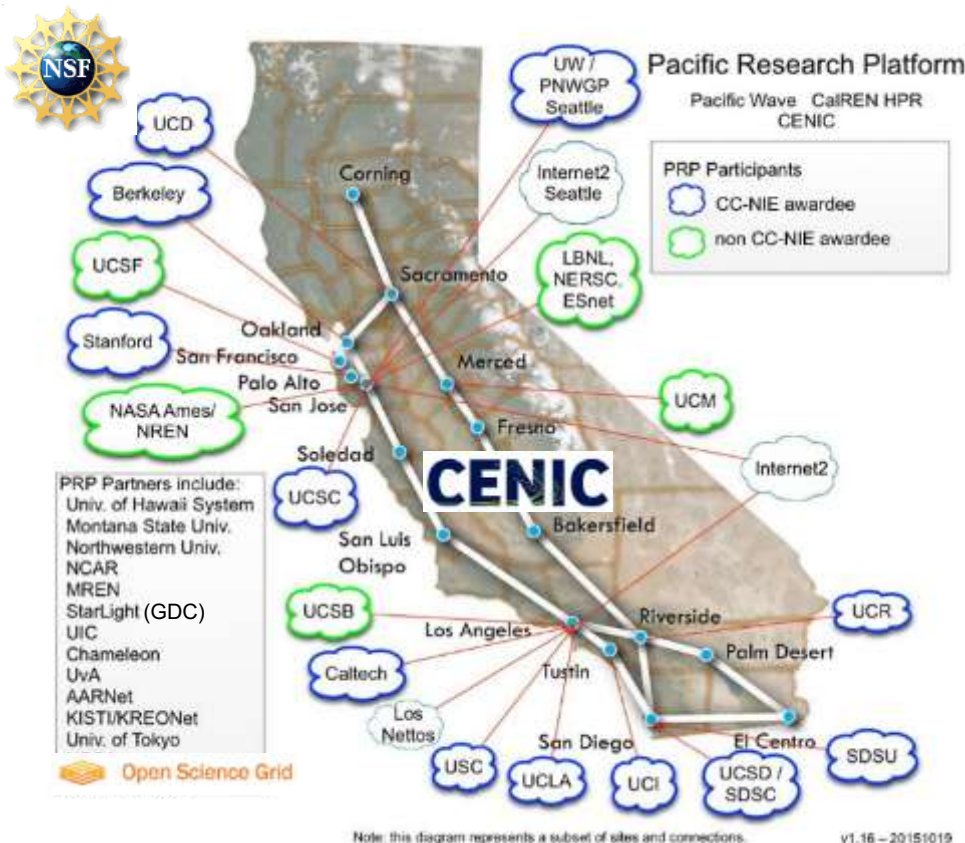 NSF
Pacific Research Platform
Pacific Wave CalREN HPR
CENIC
PRP Participants
CC-NIE awardee
non CC-NIE awardee
UW /
PNWGP
Seattle
UCD
Internet2
Seattle
Berkeley
Corning
LBNL,
NERSC,
ESnet
UCSF
Sacramento
Stanford
Oakland
San Francisco
Palo Alto
San Jose
Merced
UCM
NASA Ames/
NREN
Fresno
Soledad
Internet2
CENIC
UCSC
PRP Partners include:
Univ. of Hawaii System
Montana State Univ.
Northwestern Univ.
NCAR
MREN
StarLight (GDC)
UIC
Chameleon
UvA
AARNet
KISTI/KREONet
Univ. of Tokyo
Open Science Grid
San Luis
Obispo
Bakersfield
UCSB
Los Angeles
Riverside
UCR
Caltech
Tustin
Palm Desert
Los
Nettos
San Diego
El Centro
USC
UCLA
UCI
UCSD /
SDSC
SDSU
Note: this diagram represents a subset of sites and connections.
v1.16 – 20151019